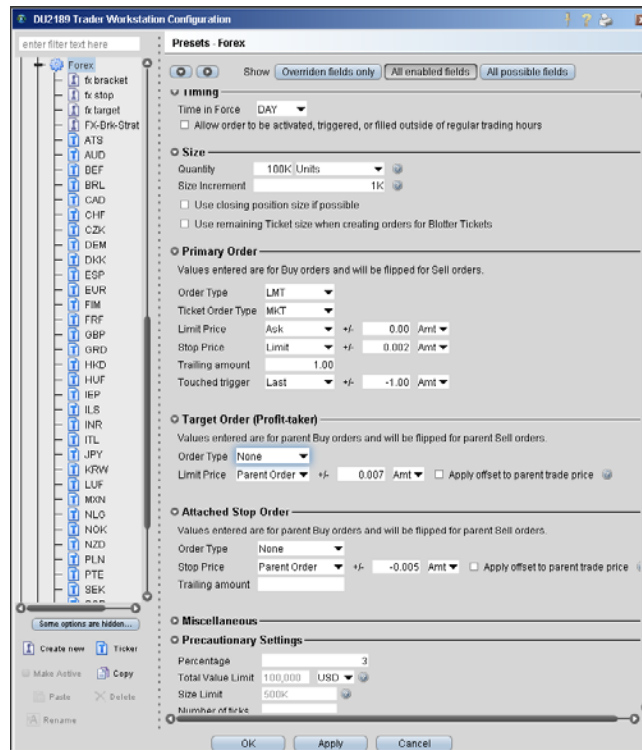 DU2189 Trader Workstation Configuration
enter filter text here
Forex
fx bracket
fx stop
fx target
FX-Brk-Strat
ATS
AUD
BEF
BRL
CAD
CHF
CZK
DEM
DKK
ESP
EUR
FIM
FRF
GBP
GRD
HKD
HUF
IEP
ILS
INR
ITL
JPY
KRW
LUF
MXN
NLG
NOK
NZD
PLN
PTE
SEK
Some options are hidden...
Create new Ticker
Make Active Copy
Paste Delete
Rename
Presets - Forex
Show Overriden fields only All enabled fields All possible fields
Timing
Time in Force DAY
Allow order to be activated, triggered, or filled outside of regular trading hours
Size
Quantity 100K Units
Size Increment 1K
Use closing position size if possible
Use remaining Ticket size when creating orders for Blotter Tickets
Primary Order
Values entered are for Buy orders and will be flipped for Sell orders.
Order Type LMT
Ticket Order Type MKT
Limit Price Ask +/- 0.00 Amt
Stop Price Limit +/- 0.002 Amt
Trailing amount 1.00
Touched trigger Last +/- -1.00 Amt
Target Order (Profit-taker)
Values entered are for parent Buy orders and will be flipped for parent Sell orders.
Order Type None
Limit Price Parent Order +/- 0.007 Amt Apply offset to parent trade price
Attached Stop Order
Values entered are for parent Buy orders and will be flipped for parent Sell orders.
Order Type None
Stop Price Parent Order +/- -0.005 Amt Apply offset to parent trade price
Trailing amount
Miscellaneous
Precautionary Settings
Percentage 3
Total Value Limit 100,000 USD
Size Limit 500K
Number of ticks
OK Apply Cancel